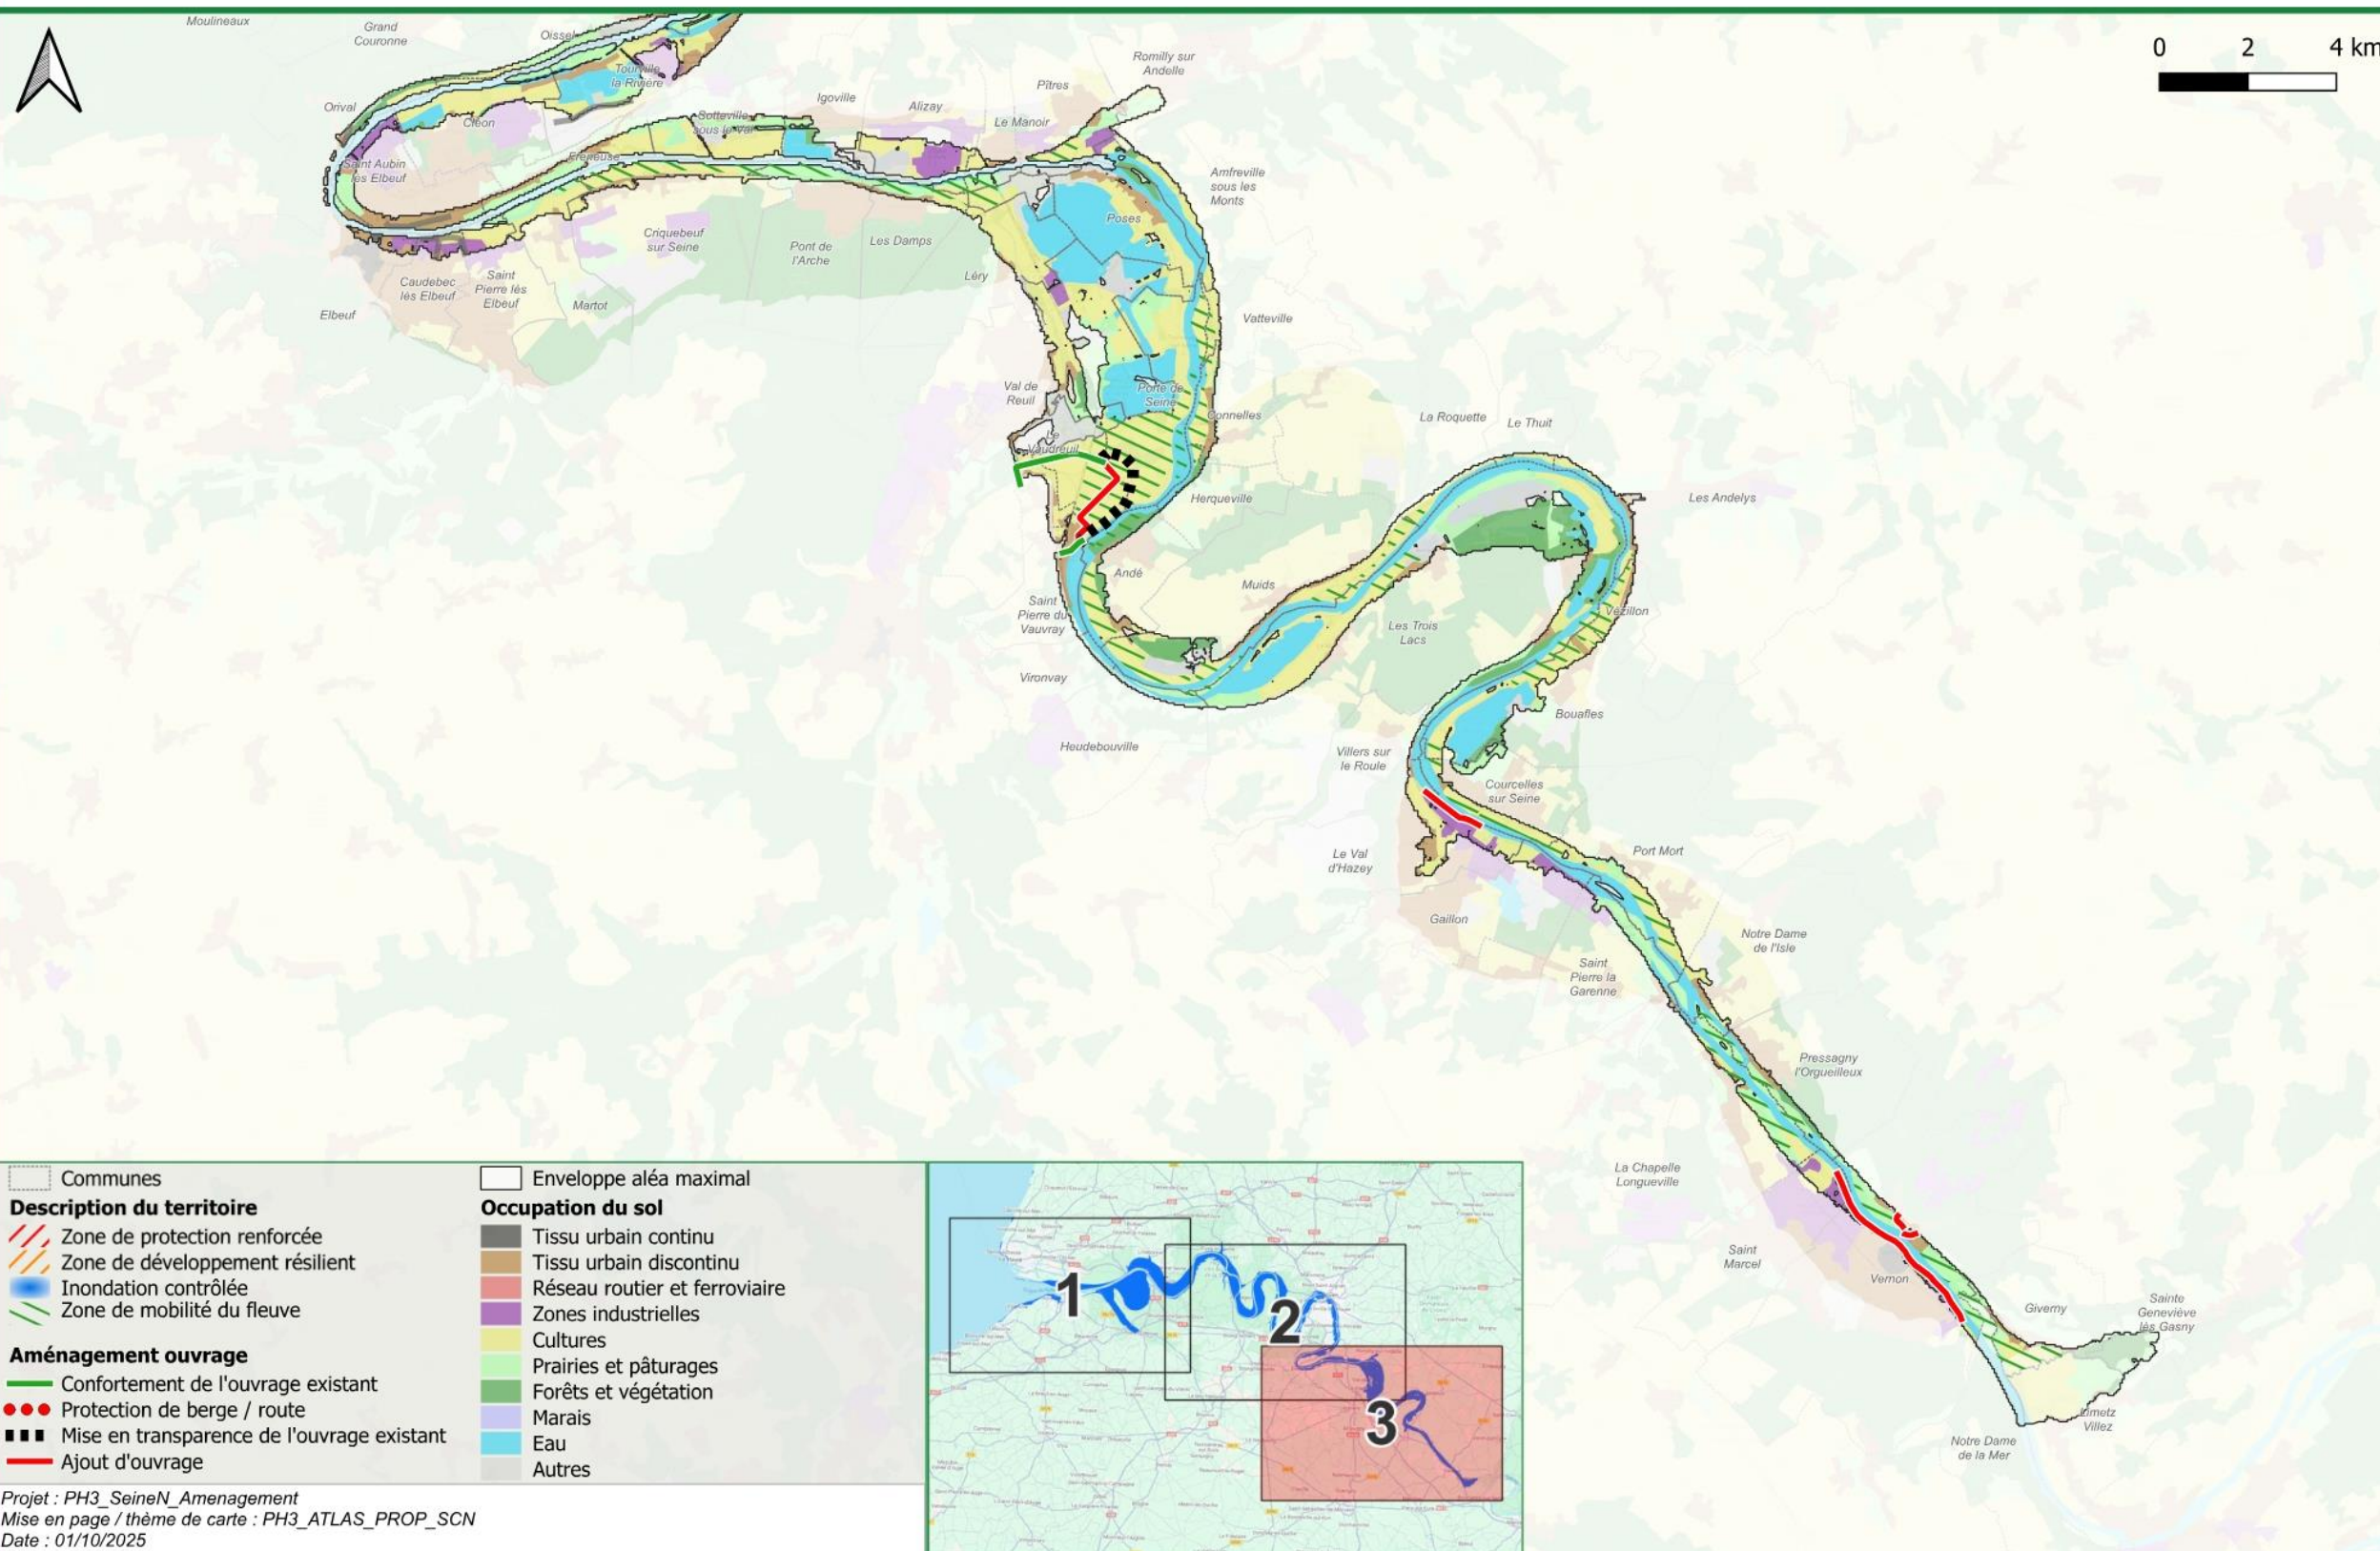 Moulineaux
Grand
Couronne
Oissel
Tourville
la Rivière
Romilly sur
Andelle
0 2 4 km
Orival
Cléon
Sotteville
sous le Val
Igoville
Alizay
Pîtres
Le Manoir
Saint Aubin
lès Elbeuf
Freneuse
Amfreville
sous les
Monts
Poses
Criquebeuf
sur Seine
Pont de
l'Arche
Les Damps
Léry
Caudebec
lès Elbeuf
Saint
Pierre lès
Elbeuf
Martot
Elbeuf
Vatteville
Val de
Reuil
Porte de
Seine
Connelles
La Roquette
Le Thuit
Le
Vaudreuil
Herqueville
Les Andelys
Andé
Muids
Saint
Pierre du
Vauvray
Les Trois
Lacs
Vézillon
Vironvay
Bouafles
Heudebouville
Villers sur
le Roule
Courcelles
sur Seine
Le Val
d'Hazey
Port Mort
Gaillon
Notre Dame
de l'Isle
Saint
Pierre la
Garenne
Pressagny
l'Orgueilleux
La Chapelle
Longueville
Saint
Marcel
Vernon
Giverny
Sainte
Geneviève
lès Gasny
Limetz
Villez
Notre Dame
de la Mer
Communes
Description du territoire
Zone de protection renforcée
Zone de développement résilient
Inondation contrôlée
Zone de mobilité du fleuve
Aménagement ouvrage
Confortement de l'ouvrage existant
Protection de berge / route
Mise en transparence de l'ouvrage existant
Ajout d'ouvrage
Enveloppe aléa maximal
Occupation du sol
Tissu urbain continu
Tissu urbain discontinu
Réseau routier et ferroviaire
Zones industrielles
Cultures
Prairies et pâturages
Forêts et végétation
Marais
Eau
Autres
1
2
3
Projet : PH3_SeineN_Amenagement
Mise en page / thème de carte : PH3_ATLAS_PROP_SCN
Date : 01/10/2025